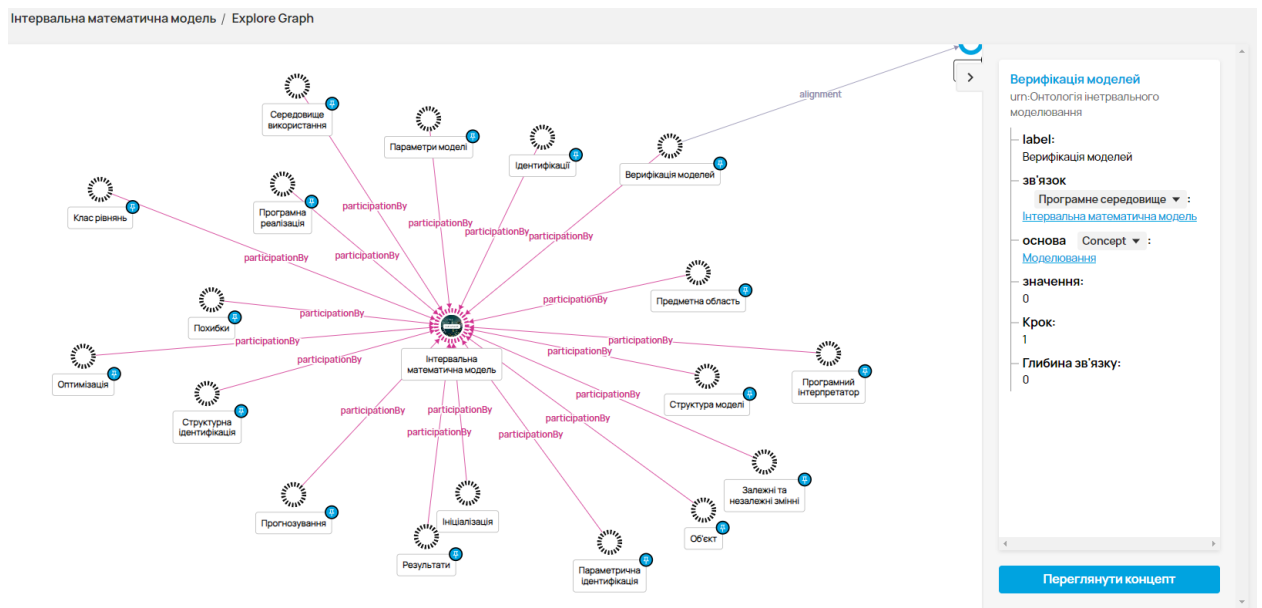 Інтервальна математична модель / Explore Graph
alignment
Середовище
використання
Параметри моделі
Ідентифікації
Верифікація моделей
Клас рівнянь
Програмна
реалізація
participationBy
participationBy
participationBy
participationBy
participationBy
participationBy
Предметна область
participationBy
Похибки
participationBy
participationBy
participationBy
participationBy
participationBy
Інтервальна
математична модель
Оптимізація
Програмний
інтерпретатор
Структура моделі
participationBy
Структурна
ідентифікація
participationBy
participationBy
participationBy
participationBy
participationBy
Залежні та
незалежні змінні
Прогнозування
Ініціалізація
Об'єкт
Результати
Параметрична
ідентифікація
Верифікація моделей
urn:Онтологія інетрвального
моделювання
label:
Верифікація моделей
зв'язок
Програмне середовище :
Інтервальна математична модель
основа Concept :
Моделювання
значення:
0
Крок:
1
Глибина зв'язку:
0
Переглянути концепт